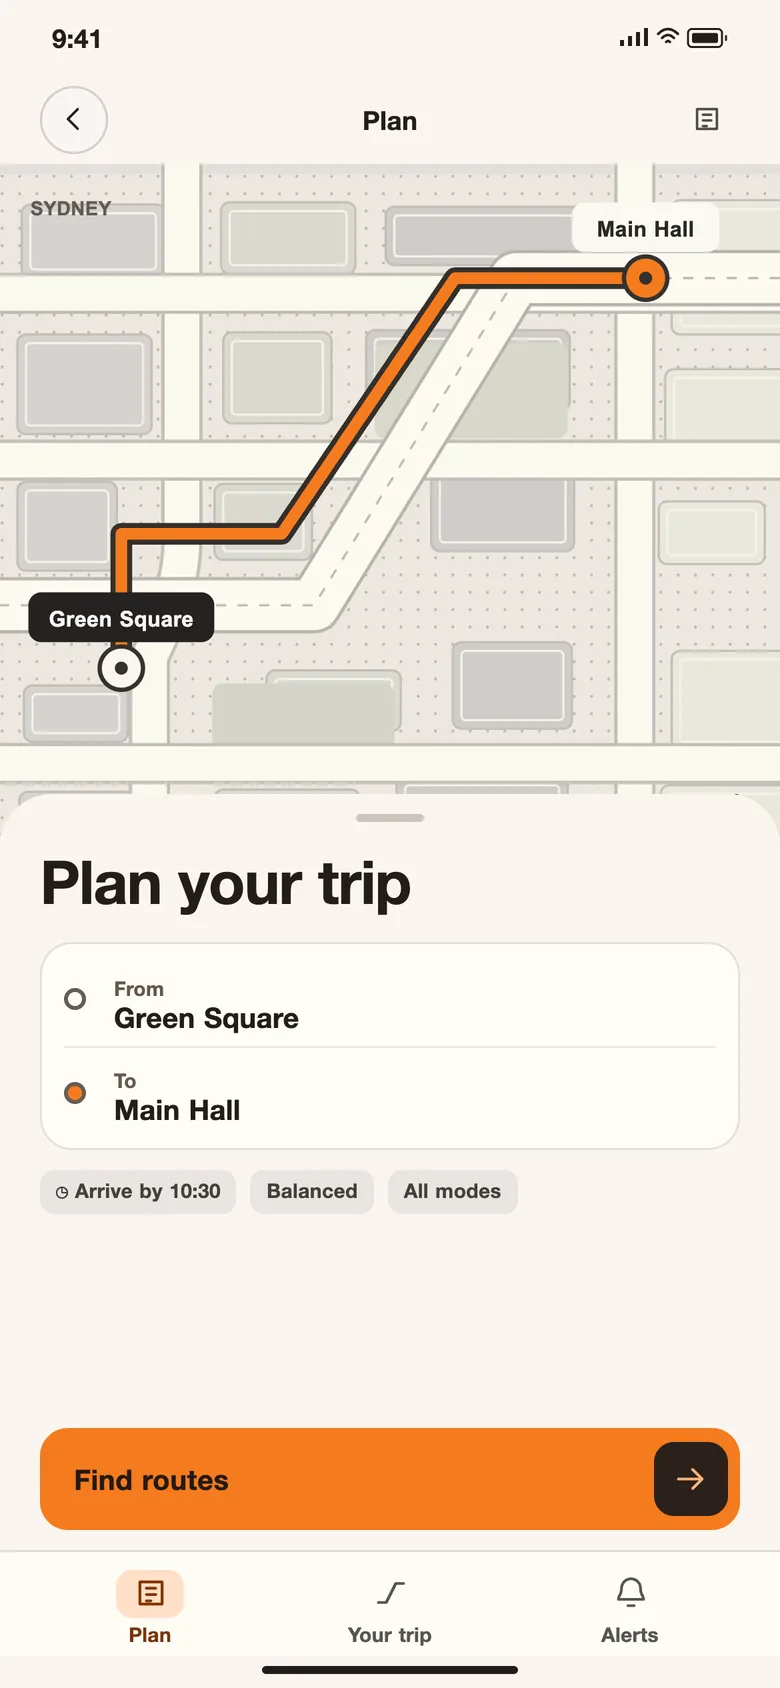 9:41
Plan
SYDNEY
Main Hall
Green Square
Plan your trip
From
Green Square
To
Main Hall
Arrive by 10:30
Balanced
All modes
Find routes
Plan
Your trip
Alerts